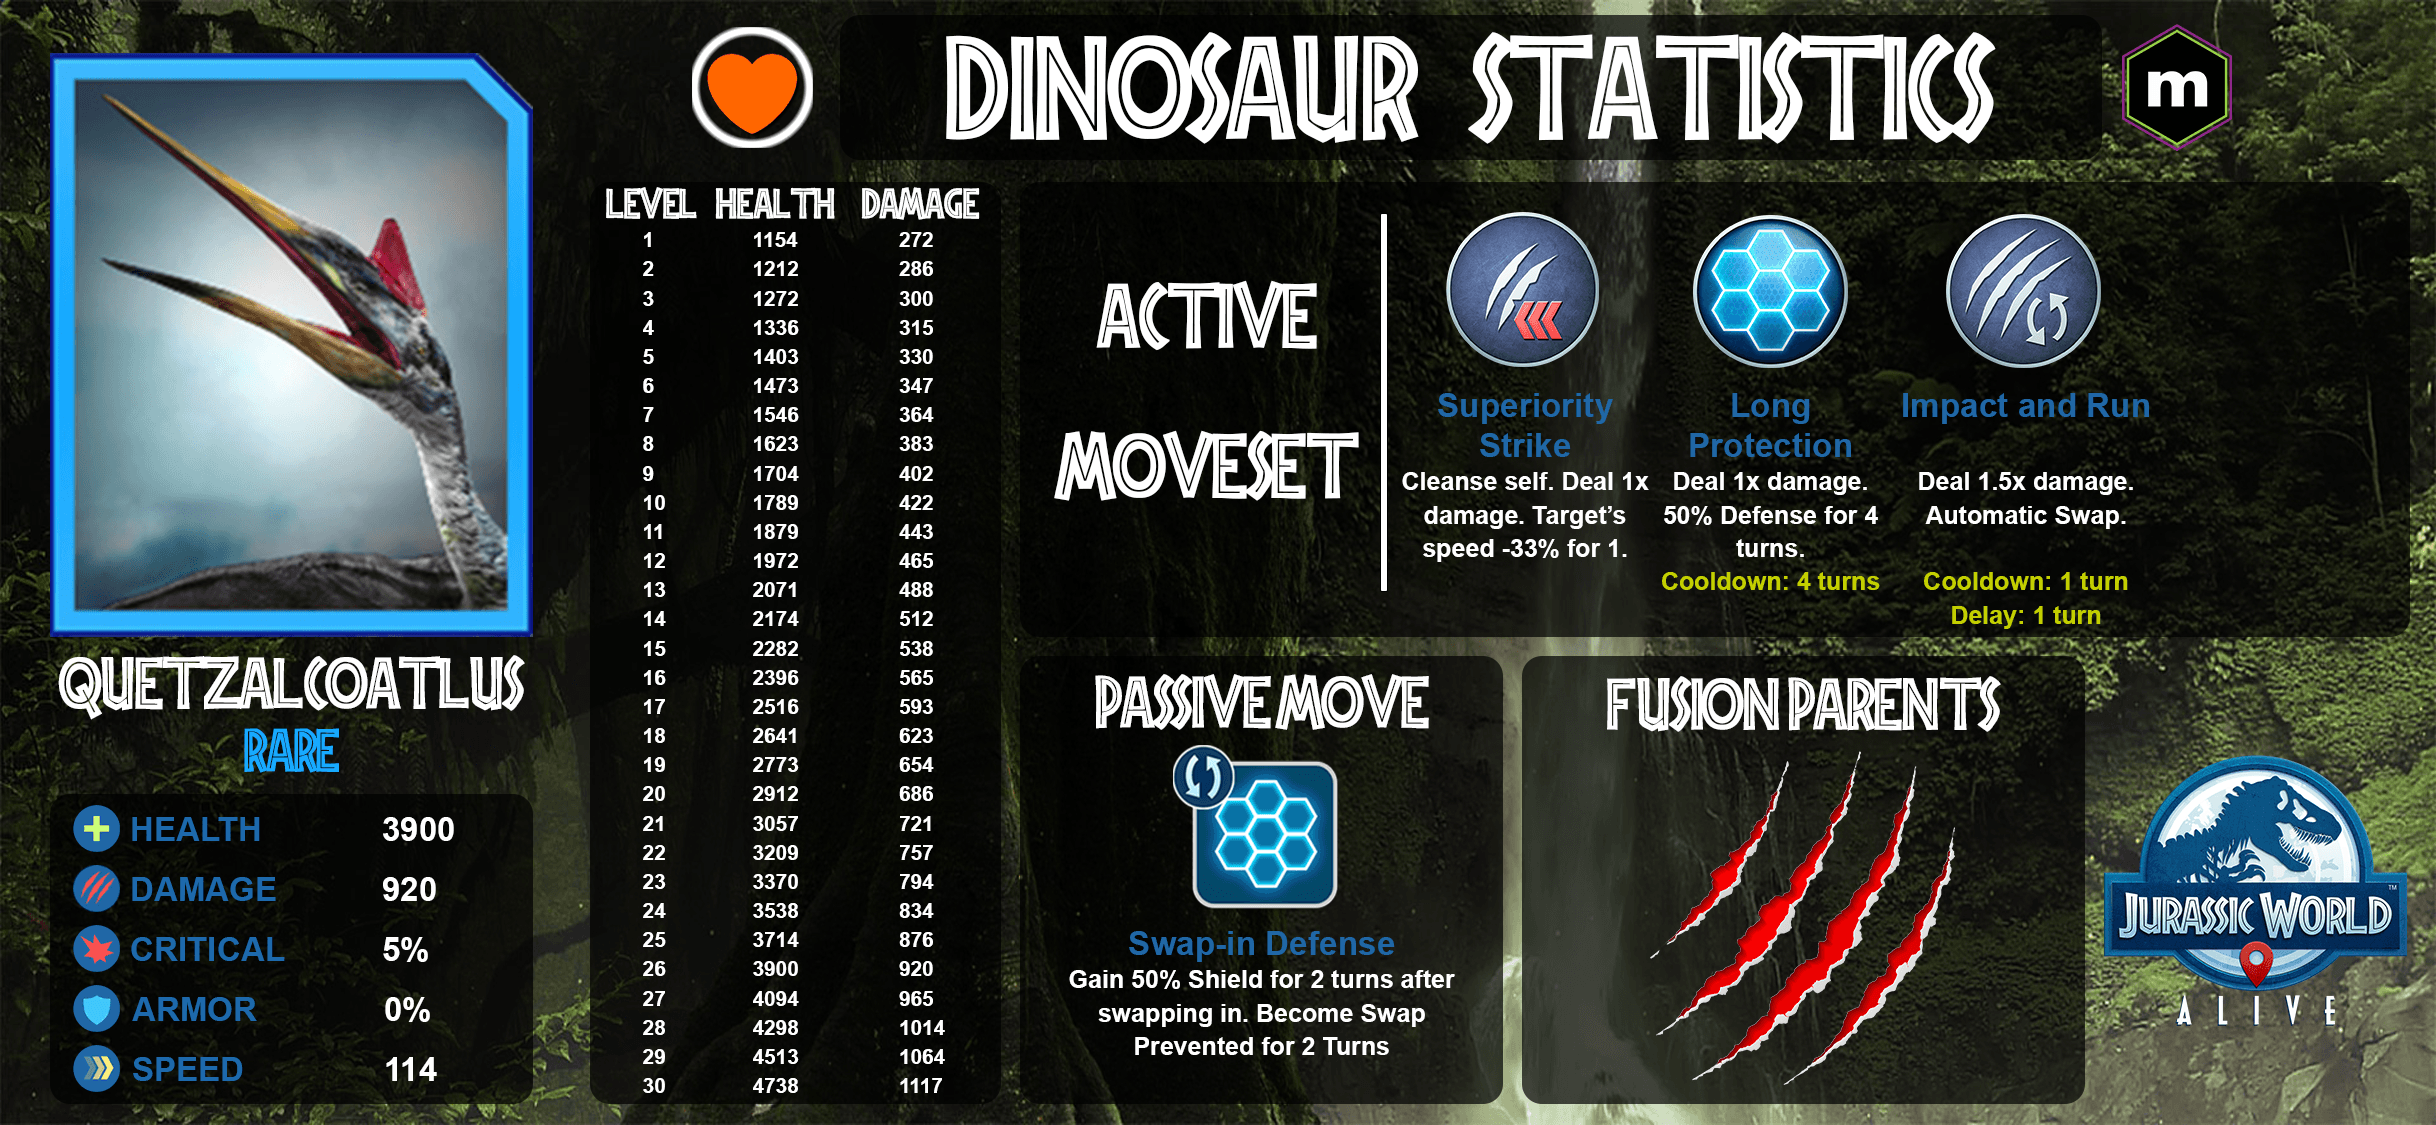 DINOSAUR STATISTICS
m
QUETZALCOATLUS
RARE
HEALTH 3900
DAMAGE 920
CRITICAL 5%
ARMOR 0%
SPEED 114
LEVEL HEALTH DAMAGE
1 1154 272
2 1212 286
3 1272 300
4 1336 315
5 1403 330
6 1473 347
7 1546 364
8 1623 383
9 1704 402
10 1789 422
11 1879 443
12 1972 465
13 2071 488
14 2174 512
15 2282 538
16 2396 565
17 2516 593
18 2641 623
19 2773 654
20 2912 686
21 3057 721
22 3209 757
23 3370 794
24 3538 834
25 3714 876
26 3900 920
27 4094 965
28 4298 1014
29 4513 1064
30 4738 1117
ACTIVE
MOVESET
Superiority
Strike
Cleanse self. Deal 1x
damage. Target’s
speed -33% for 1.
Long
Protection
Deal 1x damage.
50% Defense for 4
turns.
Cooldown: 4 turns
Impact and Run
Deal 1.5x damage.
Automatic Swap.
Cooldown: 1 turn
Delay: 1 turn
PASSIVE MOVE
Swap-in Defense
Gain 50% Shield for 2 turns after
swapping in. Become Swap
Prevented for 2 Turns
FUSION PARENTS
JURASSIC WORLD™
ALIVE